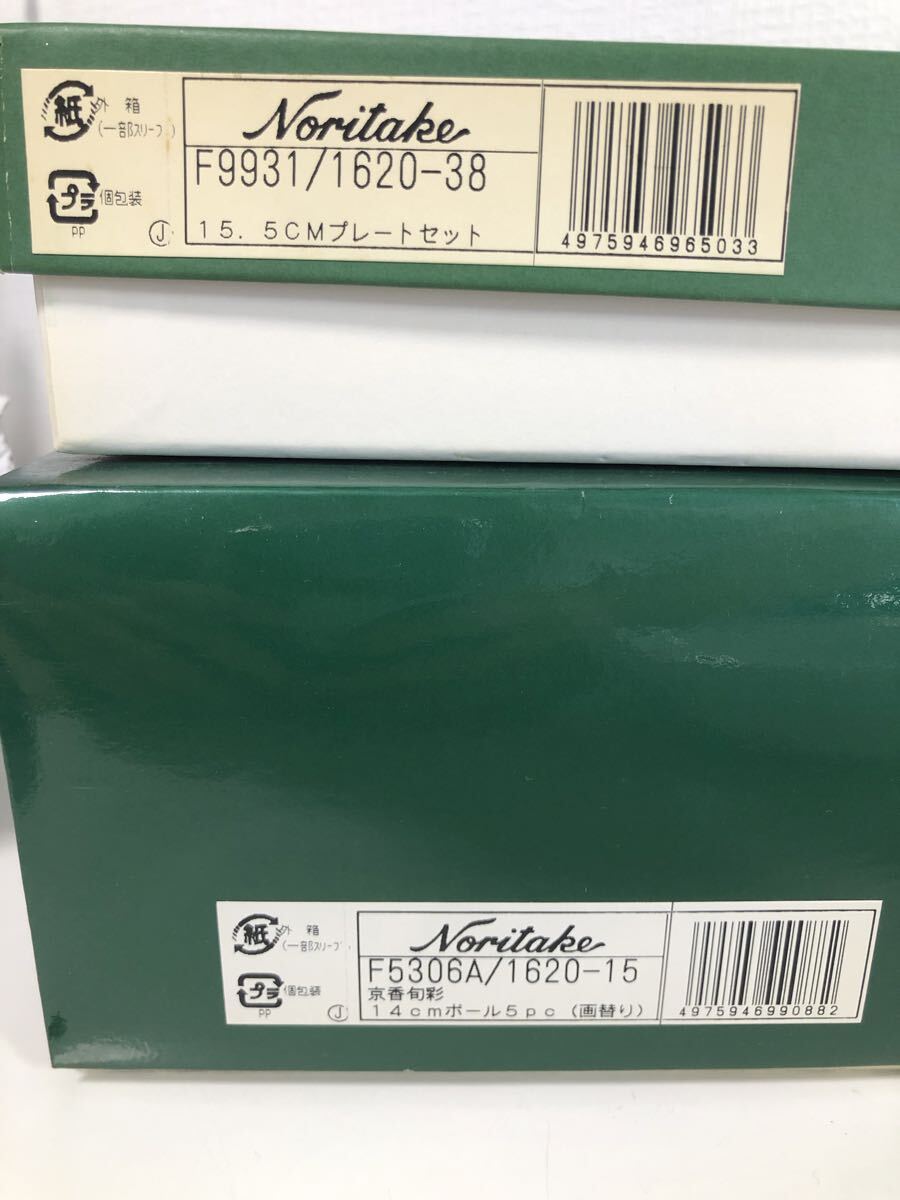 紙 外箱
(一部スリーブ)
プラ 個包装
PP
J
Noritake
F9931/1620-38
15.5CMプレートセット
4975946965033
紙 外箱
(一部スリーブ)
プラ 個包装
PP
J
Noritake
F5306A/1620-15
京香旬彩
14cmボール5pc(画替り)
4975946990882